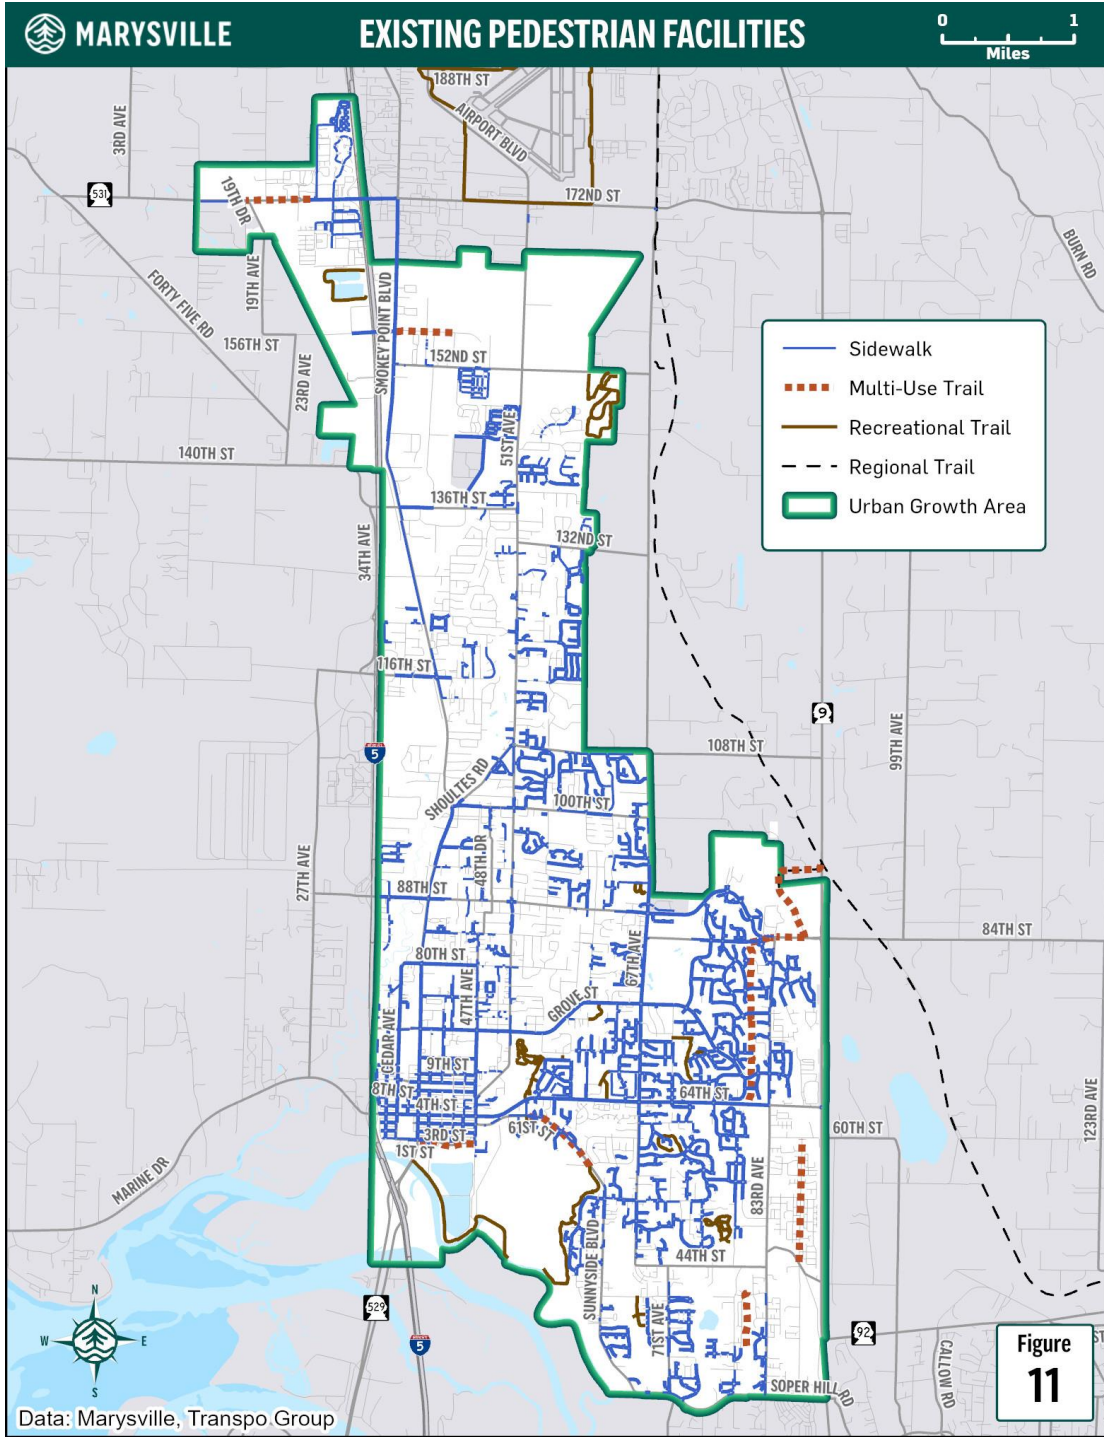 MARYSVILLE
EXISTING PEDESTRIAN FACILITIES
0 1
Miles
188TH ST
3RD AVE
AIRPORT BLVD
531
19TH DR
172ND ST
BURN RD
FORTY FIVE RD
19TH AVE
SMOKEY POINT BLVD
156TH ST
152ND ST
23RD AVE
Sidewalk
Multi-Use Trail
Recreational Trail
Regional Trail
Urban Growth Area
51ST AVE
140TH ST
136TH ST
34TH AVE
132ND ST
116TH ST
9
99TH AVE
5
108TH ST
SHOULTES RD
100TH ST
27TH AVE
48TH DR
88TH ST
84TH ST
80TH ST
67TH AVE
47TH AVE
GROVE ST
CEDAR AVE
9TH ST
8TH ST
4TH ST
64TH ST
3RD ST
61ST ST
60TH ST
123RD AVE
1ST ST
MARINE DR
83RD AVE
SUNNYSIDE BLVD
44TH ST
N
W E
S
529
5
71ST AVE
92
ST
CALLOW RD
SOPER HILL RD
Figure
11
Data: Marysville, Transpo Group